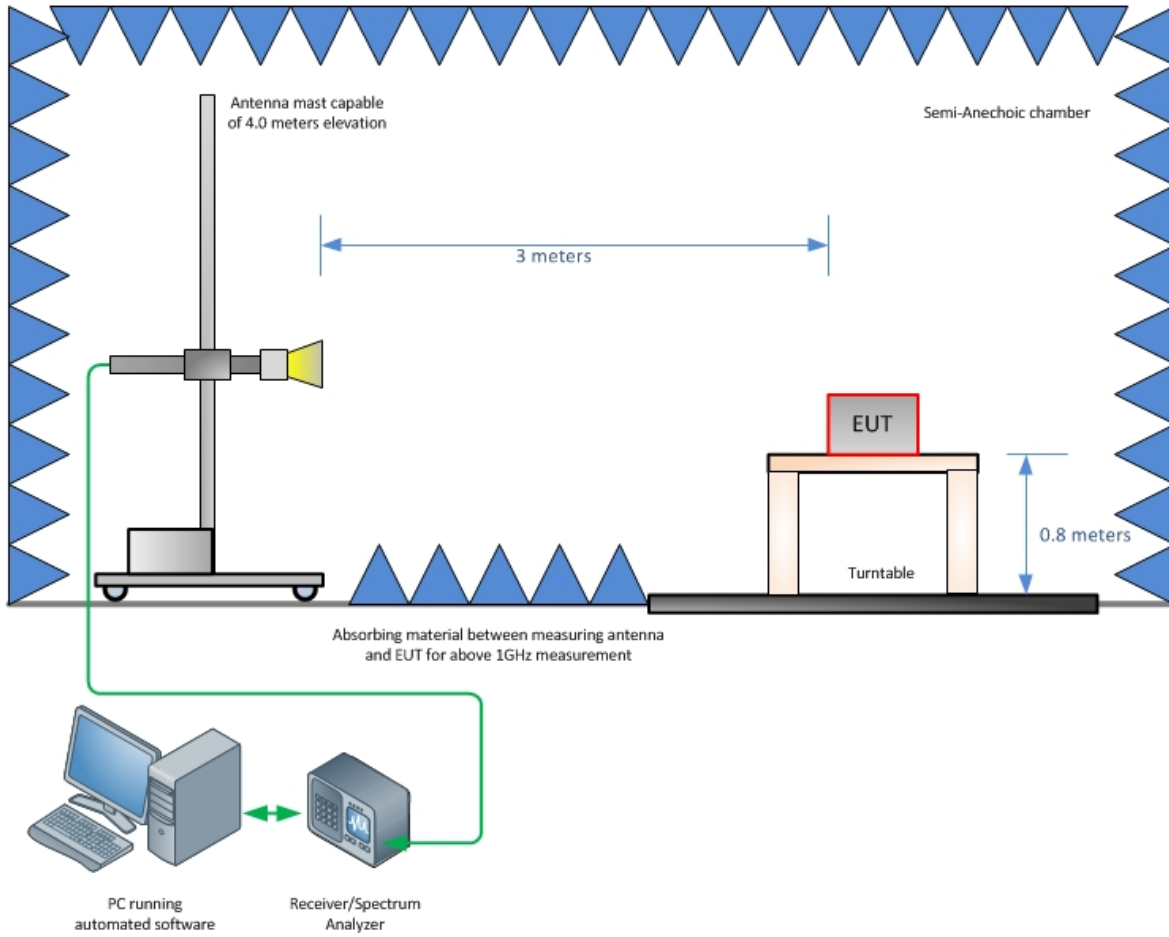 Antenna mast capable
of 4.0 meters elevation
Semi-Anechoic chamber
3 meters
EUT
0.8 meters
Turntable
Absorbing material between measuring antenna
and EUT for above 1GHz measurement
PC running
automated software
Receiver/Spectrum
Analyzer